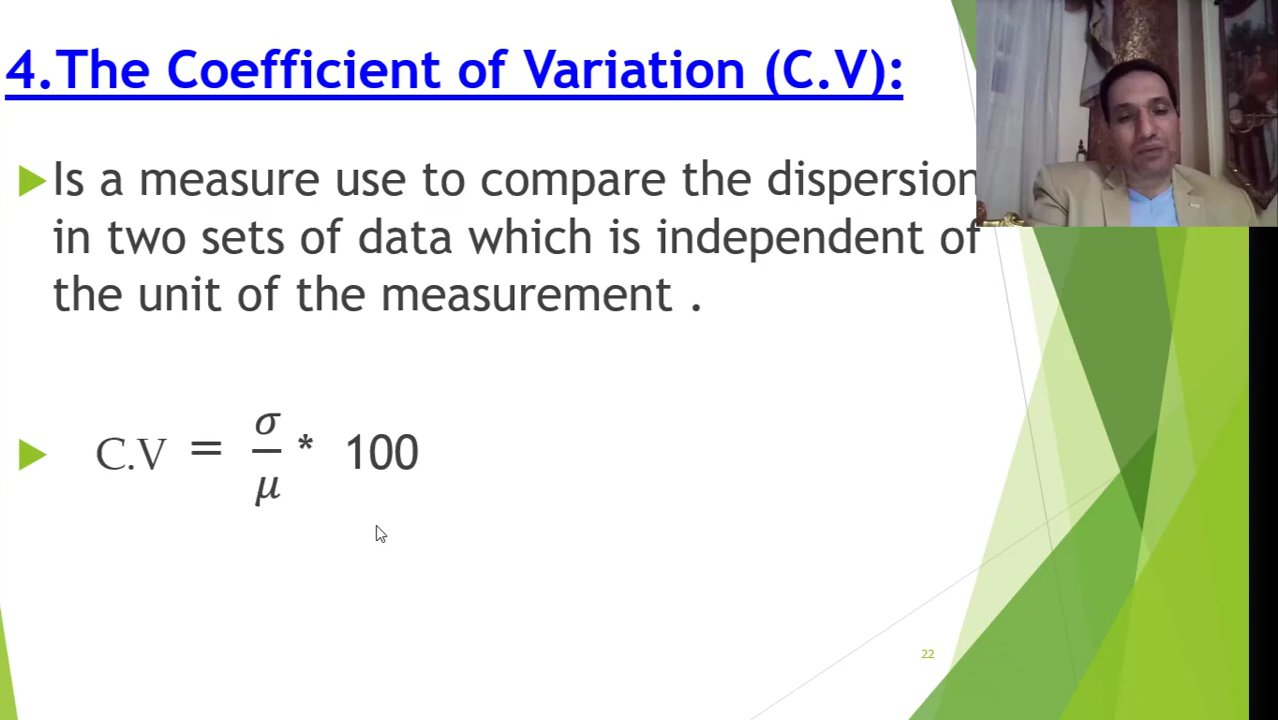 4.The Coefficient of Variation (C.V):
Is a measure use to compare the dispersion
in two sets of data which is independent of
the unit of the measurement .
C.V = σ/μ * 100
22